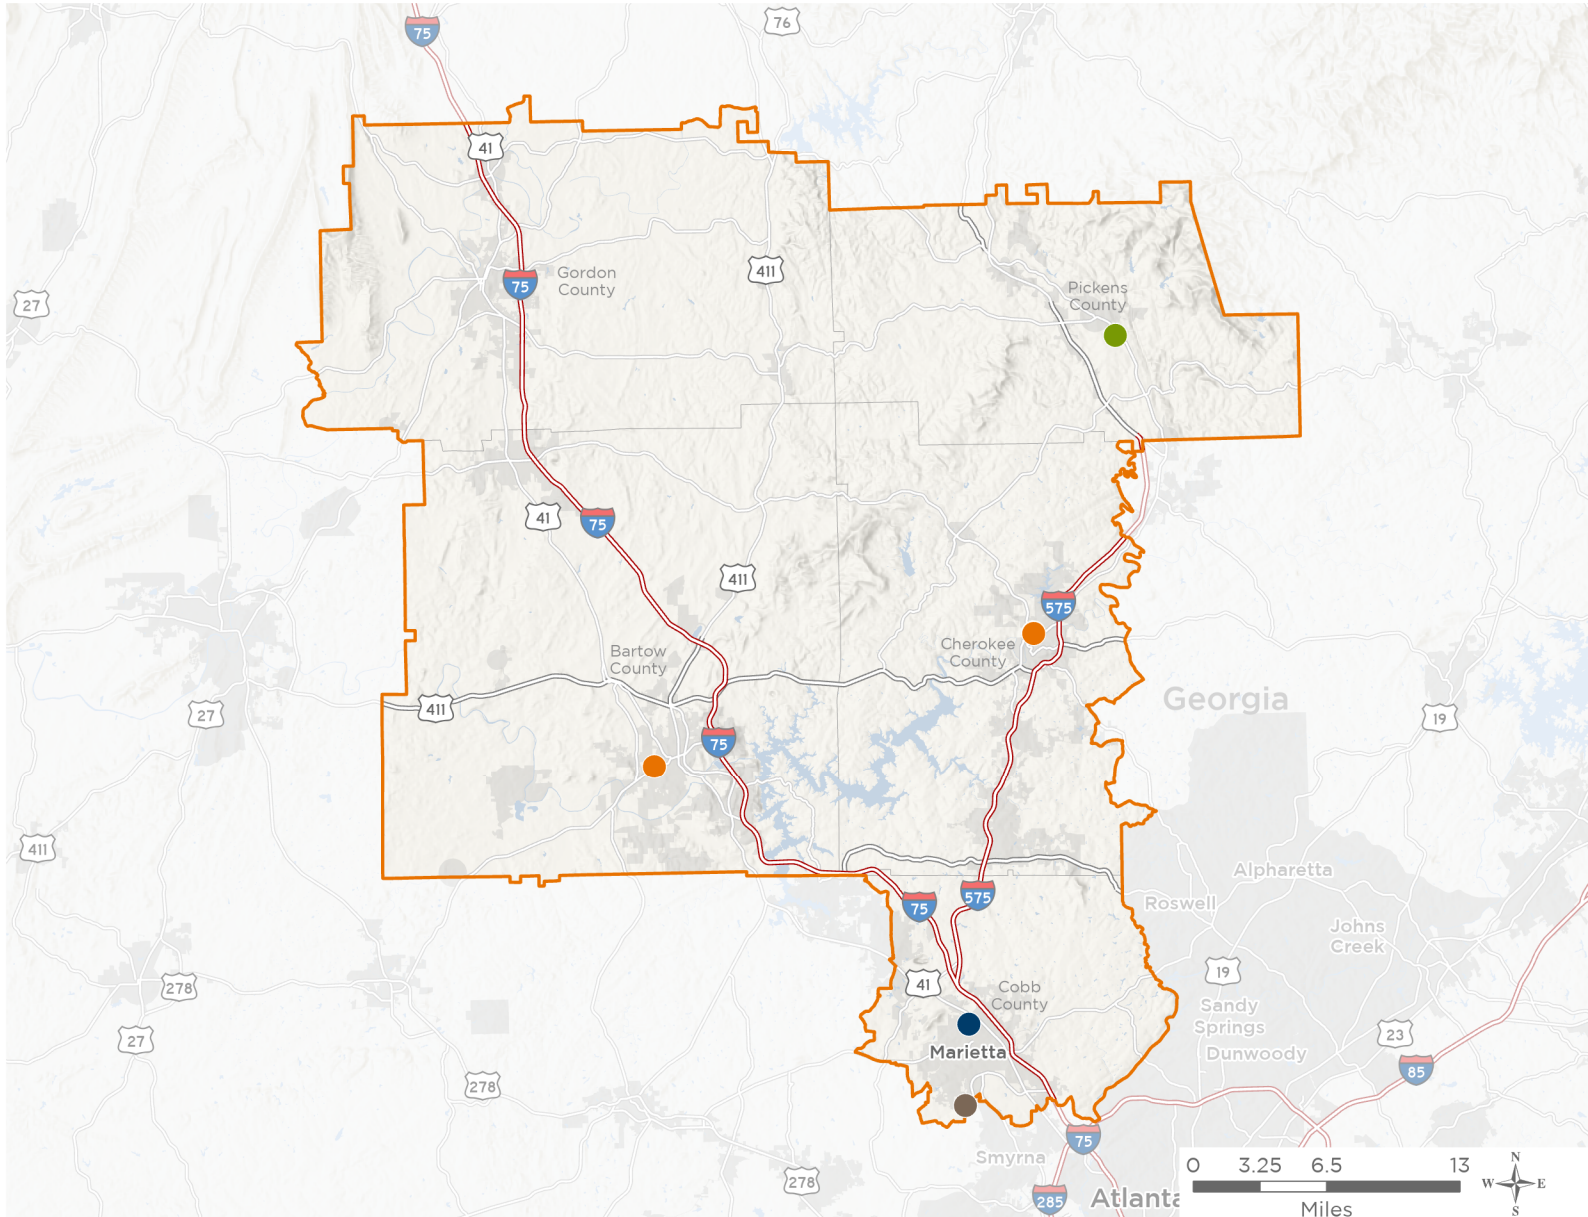 75
76
41
Gordon
County
75
411
27
Pickens
County
41
75
411
575
Bartow
County
Cherokee
County
411
27
Georgia
19
75
411
Alpharetta
575
75
Roswell
Johns
Creek
19
278
41
Cobb
County
Sandy
Springs
27
23
Marietta
Dunwoody
85
278
75
Smyrna
278
285
Atlanta
0 3.25 6.5 13
Miles
N
W E
S